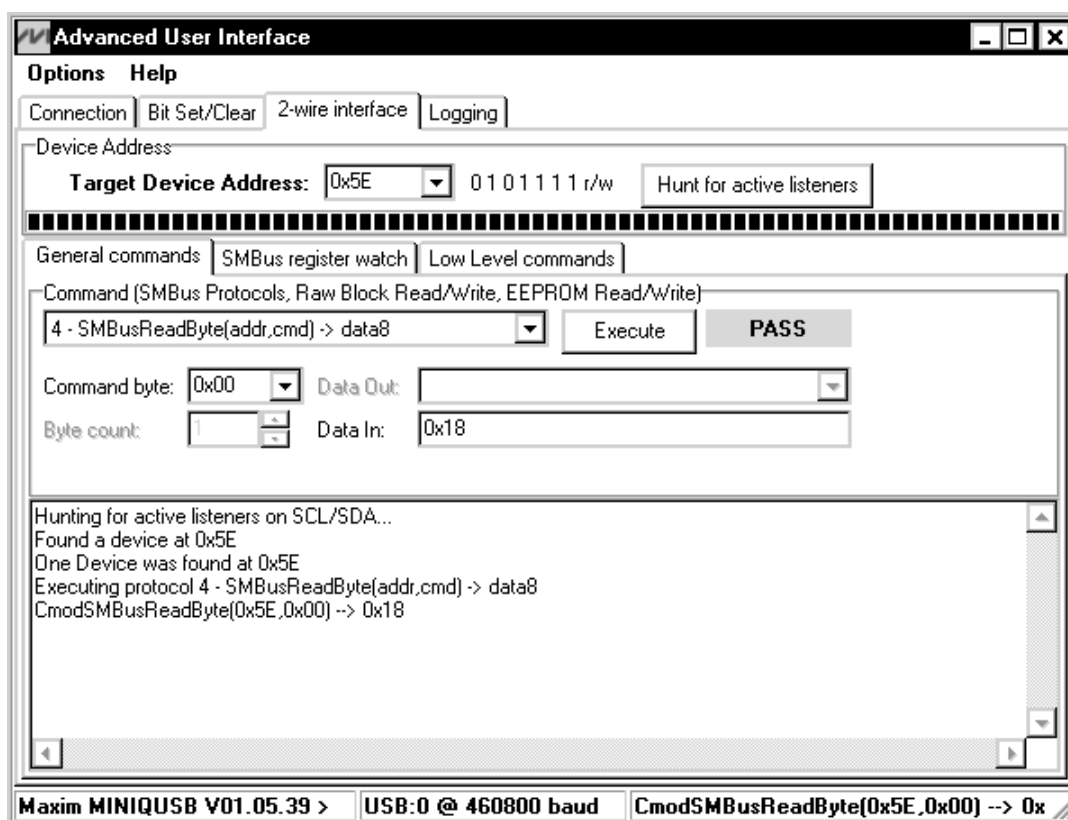 Advanced User Interface
Options Help
Connection Bit Set/Clear 2-wire interface Logging
Device Address
Target Device Address: 0x5E 0 1 0 1 1 1 1 r/w Hunt for active listeners
General commands SMBus register watch Low Level commands
Command (SMBus Protocols, Raw Block Read/Write, EEPROM Read/Write)
4 - SMBusReadByte(addr,cmd) -> data8 Execute PASS
Command byte: 0x00 Data Out:
Byte count: 1 Data In: 0x18
Hunting for active listeners on SCL/SDA...
Found a device at 0x5E
One Device was found at 0x5E
Executing protocol 4 - SMBusReadByte(addr,cmd) -> data8
CmodSMBusReadByte(0x5E,0x00) --> 0x18
Maxim MINIQUSB V01.05.39 > USB:0 @ 460800 baud CmodSMBusReadByte(0x5E,0x00) --> 0x